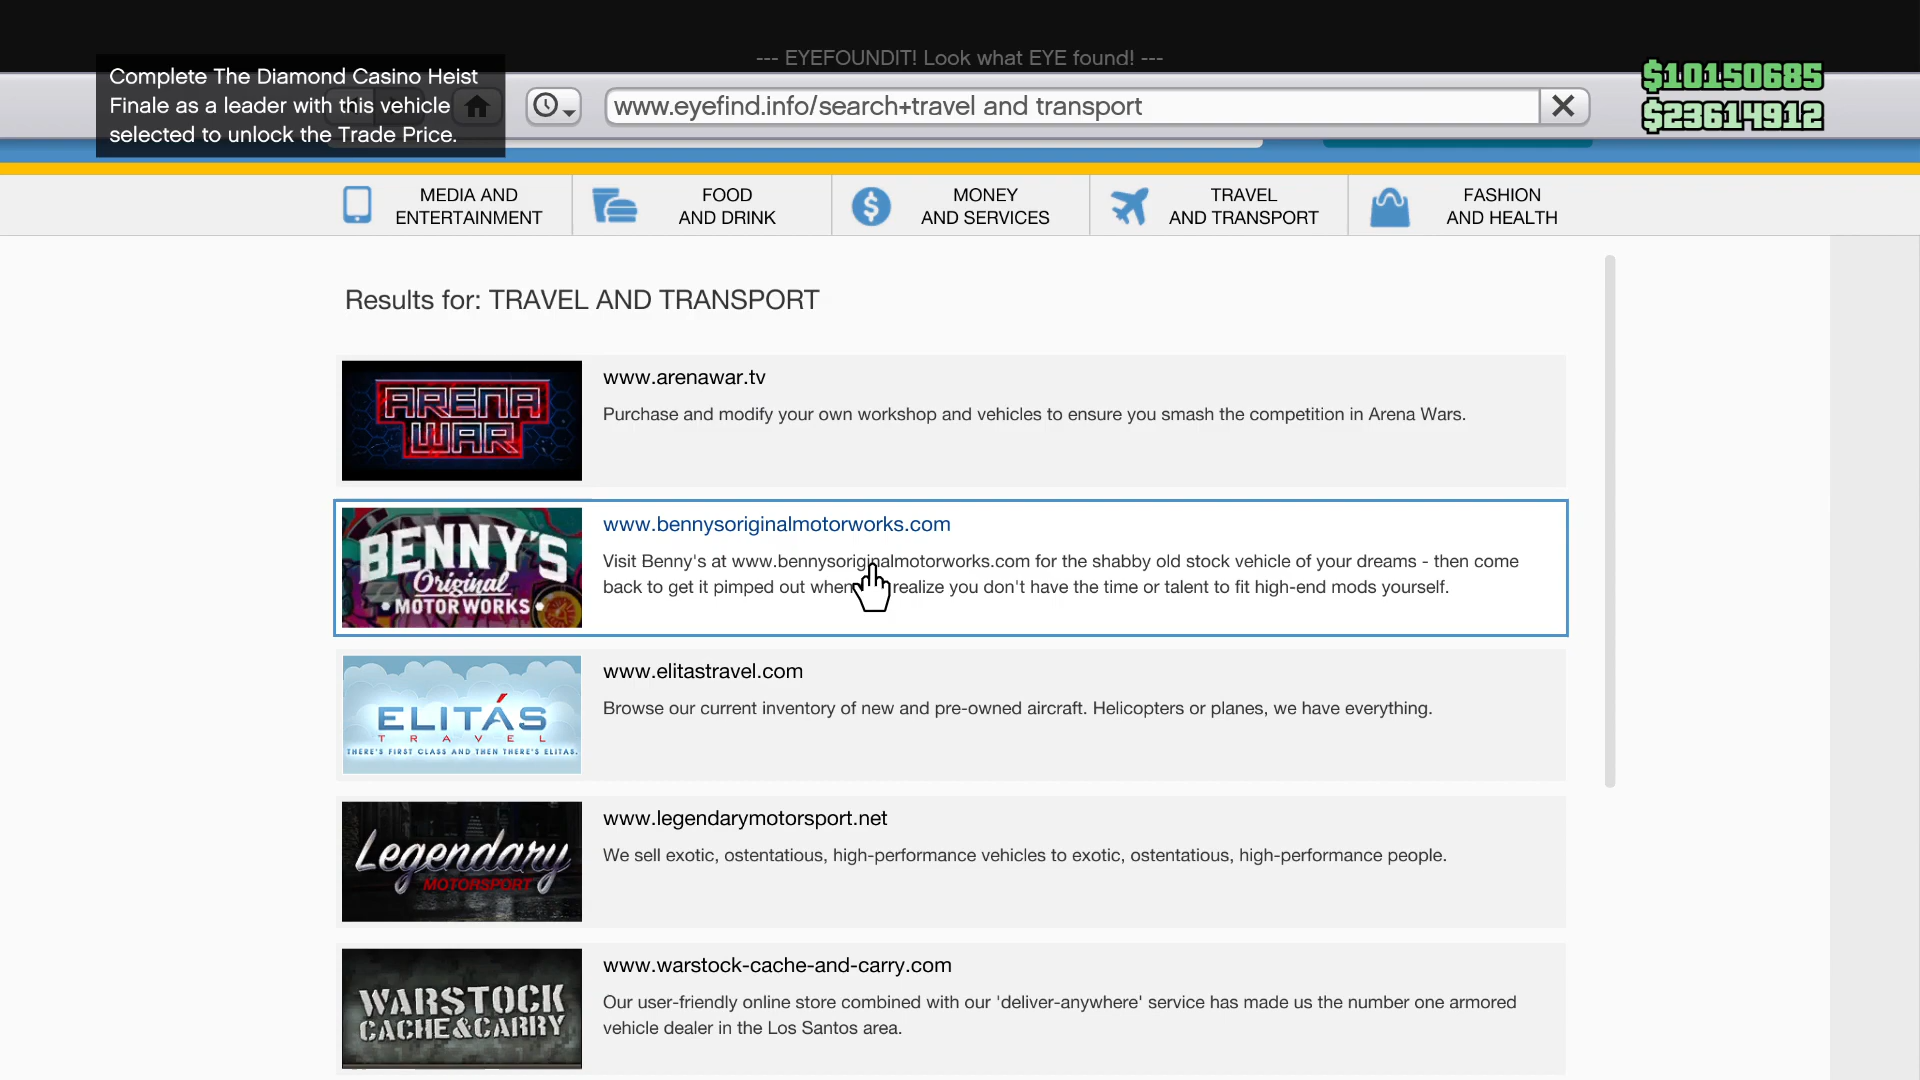 --- EYEFOUNDIT! Look what EYE found! ---
Complete The Diamond Casino Heist
Finale as a leader with this vehicle
selected to unlock the Trade Price.
www.eyefind.info/search+travel and transport
$10150685
$23614912
MEDIA AND
ENTERTAINMENT
FOOD
AND DRINK
MONEY
AND SERVICES
TRAVEL
AND TRANSPORT
FASHION
AND HEALTH
Results for: TRAVEL AND TRANSPORT
ARENA
WAR
www.arenawar.tv
Purchase and modify your own workshop and vehicles to ensure you smash the competition in Arena Wars.
BENNY'S
Original
MOTOR WORKS
www.bennysoriginalmotorworks.com
Visit Benny's at www.bennysoriginalmotorworks.com for the shabby old stock vehicle of your dreams - then come
back to get it pimped out when realize you don't have the time or talent to fit high-end mods yourself.
ELITÁS
TRAVEL
THERE'S FIRST CLASS AND THEN THERE'S ELITAS.
www.elitastravel.com
Browse our current inventory of new and pre-owned aircraft. Helicopters or planes, we have everything.
Legendary
MOTORSPORT
www.legendarymotorsport.net
We sell exotic, ostentatious, high-performance vehicles to exotic, ostentatious, high-performance people.
WARSTOCK
CACHE&CARRY
www.warstock-cache-and-carry.com
Our user-friendly online store combined with our 'deliver-anywhere' service has made us the number one armored
vehicle dealer in the Los Santos area.